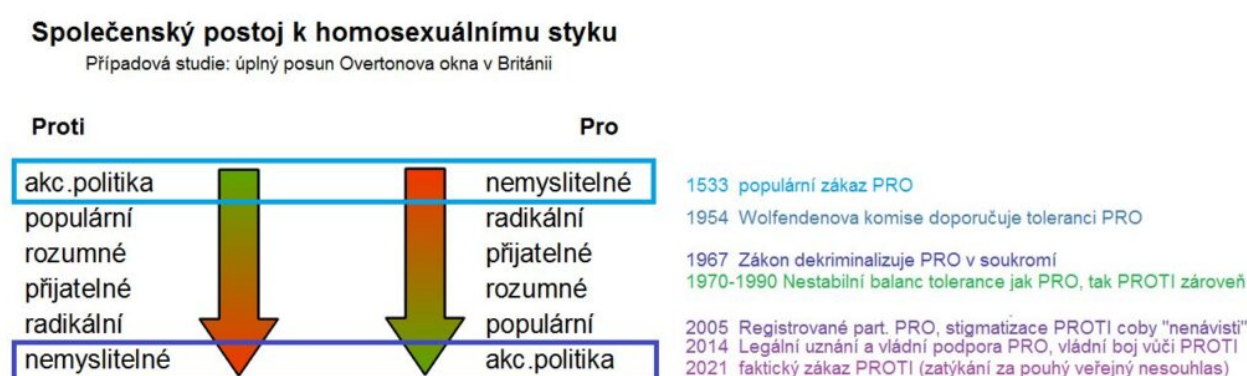 Společenský postoj k homosexuálnímu styku
Případová studie: úplný posun Overtonova okna v Británii
Proti Pro
akc.politika nemyslitelné
populární radikální
rozumné přijatelné
přijatelné rozumné
radikální populární
nemyslitelné akc.politika
1533 populární zákaz PRO
1954 Wolfendenova komise doporučuje toleranci PRO
1967 Zákon dekriminalizuje PRO v soukromí
1970-1990 Nestabilní balanc tolerance jak PRO, tak PROTI zároveň
2005 Registrované part. PRO, stigmatizace PROTI coby "nenávisti"
2014 Legální uznání a vládní podpora PRO, vládní boj vůči PROTI
2021 faktický zákaz PROTI (zatýkání za pouhý veřejný nesouhlas)